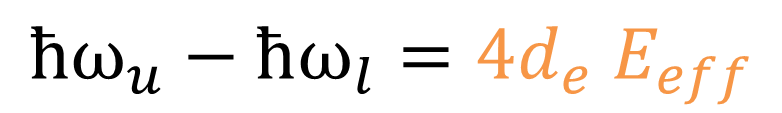 ħω_u − ħω_l = 4d_e E_eff